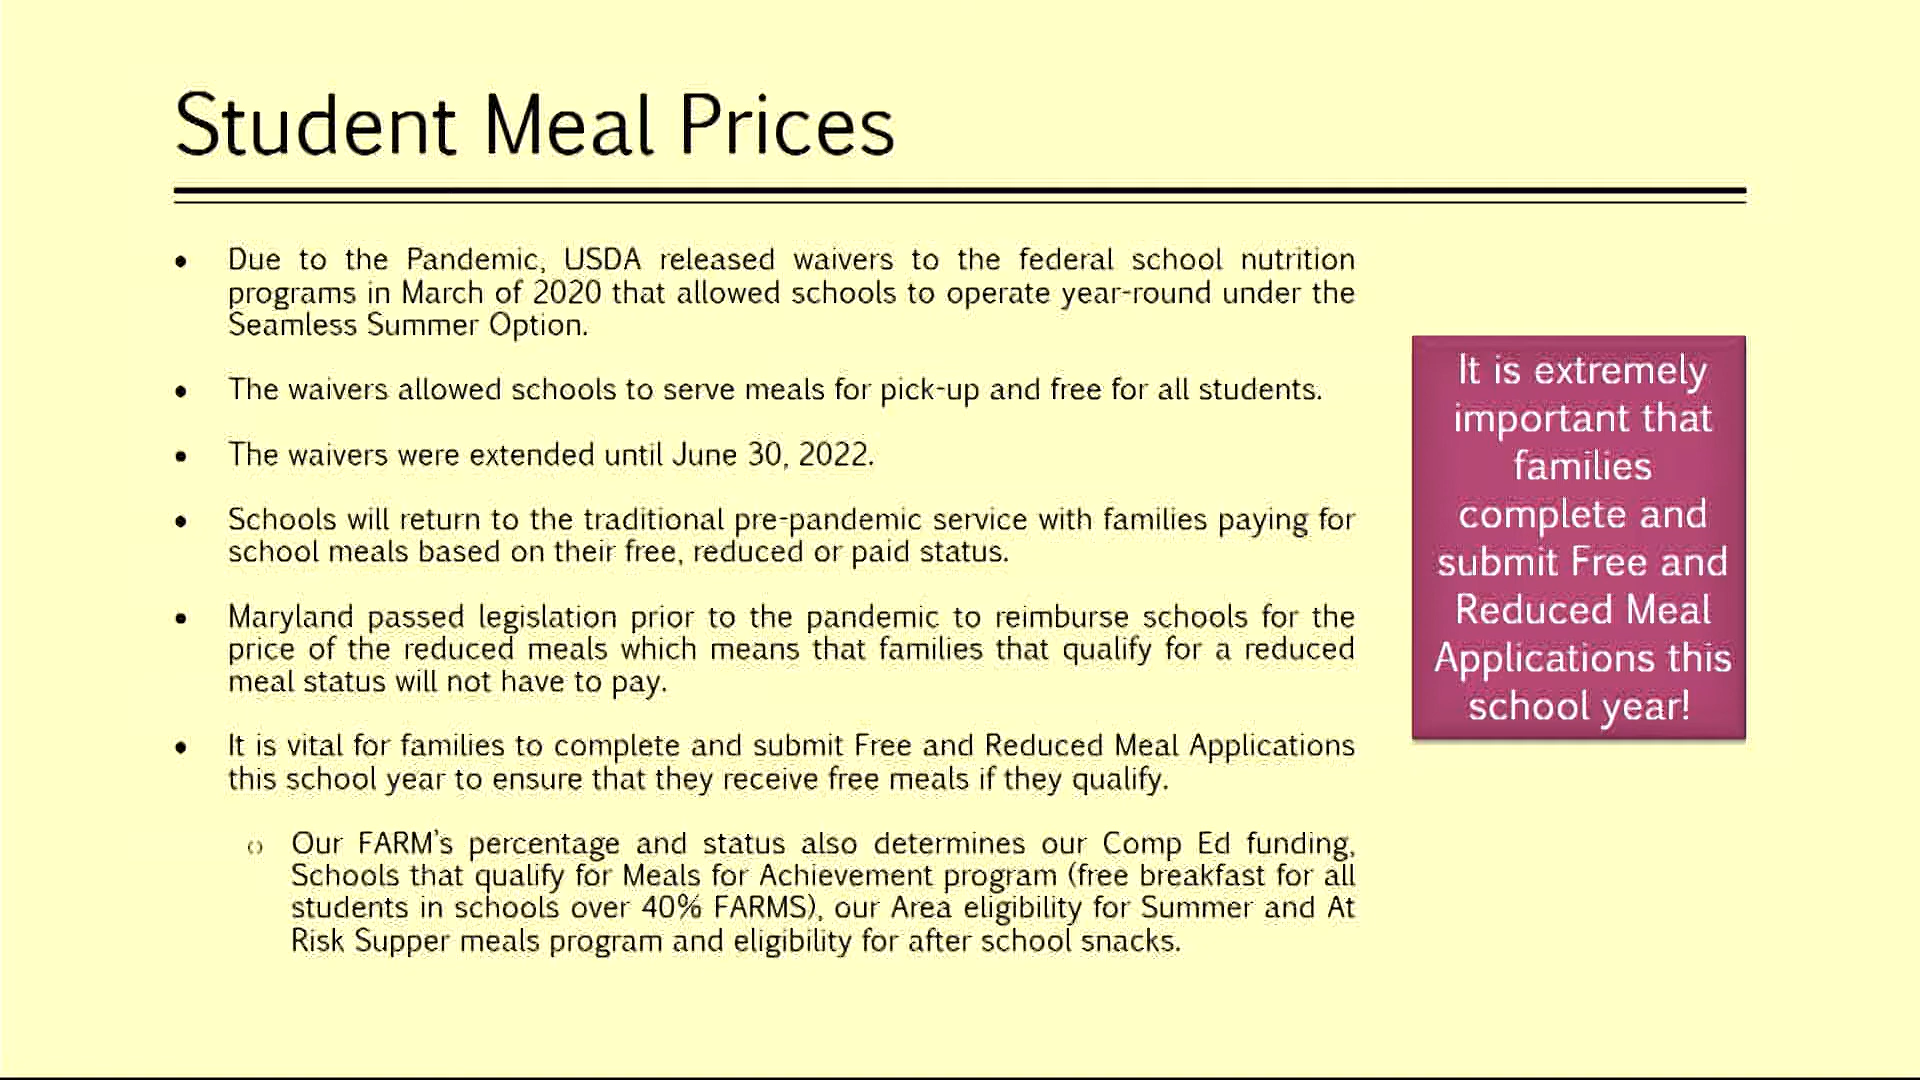 Student Meal Prices
• Due to the Pandemic, USDA released waivers to the federal school nutrition
programs in March of 2020 that allowed schools to operate year-round under the
Seamless Summer Option.
• The waivers allowed schools to serve meals for pick-up and free for all students.
• The waivers were extended until June 30, 2022.
• Schools will return to the traditional pre-pandemic service with families paying for
school meals based on their free, reduced or paid status.
• Maryland passed legislation prior to the pandemic to reimburse schools for the
price of the reduced meals which means that families that qualify for a reduced
meal status will not have to pay.
• It is vital for families to complete and submit Free and Reduced Meal Applications
this school year to ensure that they receive free meals if they qualify.
o Our FARM's percentage and status also determines our Comp Ed funding,
Schools that qualify for Meals for Achievement program (free breakfast for all
students in schools over 40% FARMS), our Area eligibility for Summer and At
Risk Supper meals program and eligibility for after school snacks.
It is extremely
important that
families
complete and
submit Free and
Reduced Meal
Applications this
school year!